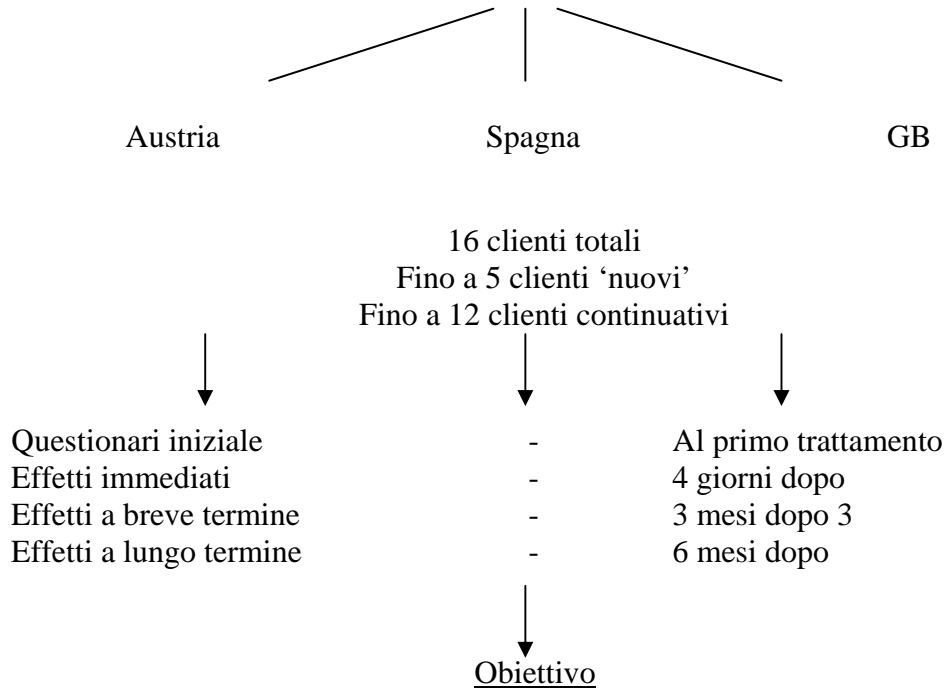 Austria Spagna GB
16 clienti totali
Fino a 5 clienti ‘nuovi’
Fino a 12 clienti continuativi
Questionari iniziale - Al primo trattamento
Effetti immediati - 4 giorni dopo
Effetti a breve termine - 3 mesi dopo 3
Effetti a lungo termine - 6 mesi dopo
Obiettivo